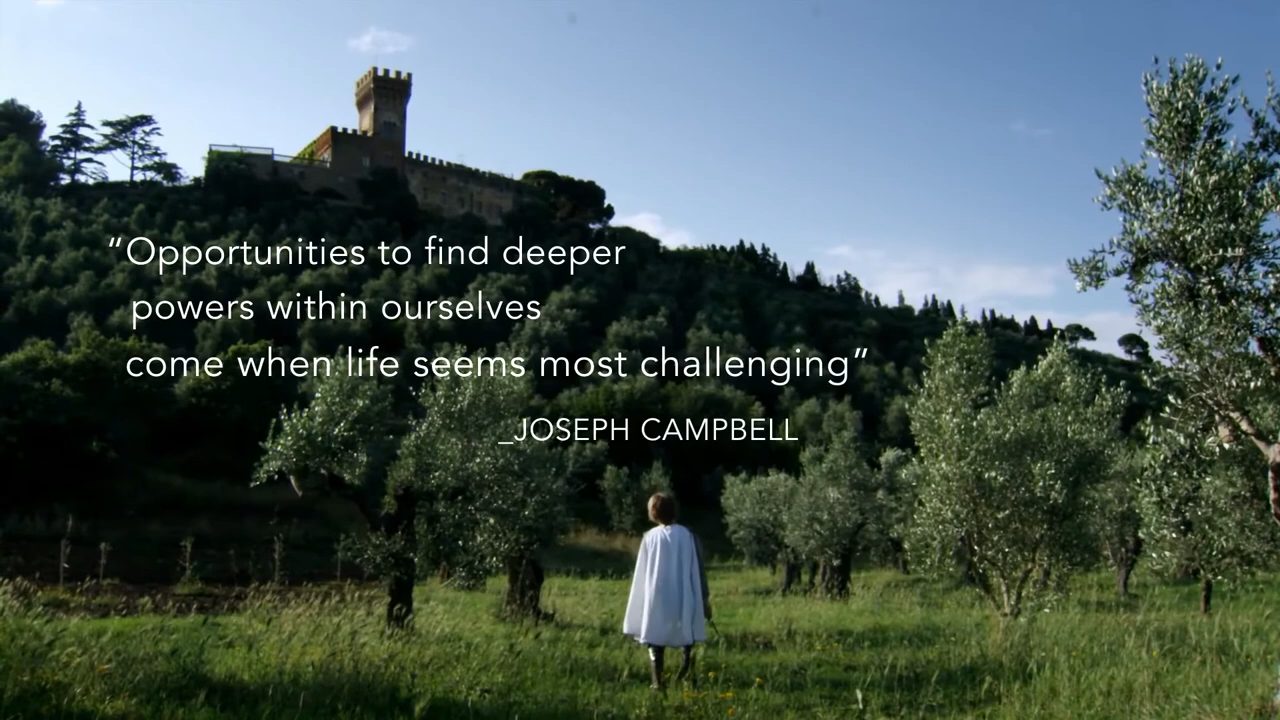 “Opportunities to find deeper
powers within ourselves
come when life seems most challenging”
_JOSEPH CAMPBELL